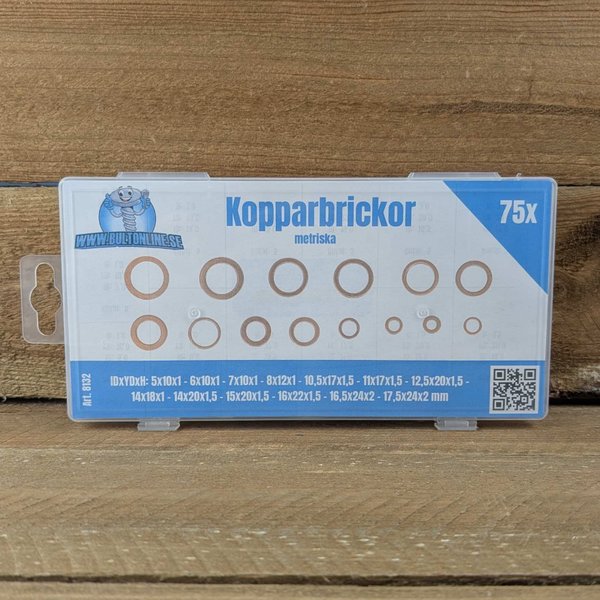 WWW.BULTONLINE.SE
Kopparbrickor
metriska
75x
Art. 8132
IDxYDxH: 5x10x1 - 6x10x1 - 7x10x1 - 8x12x1 - 10,5x17x1,5 - 11x17x1,5 - 12,5x20x1,5 -
14x18x1 - 14x20x1,5 - 15x20x1,5 - 16x22x1,5 - 16,5x24x2 - 17,5x24x2 mm